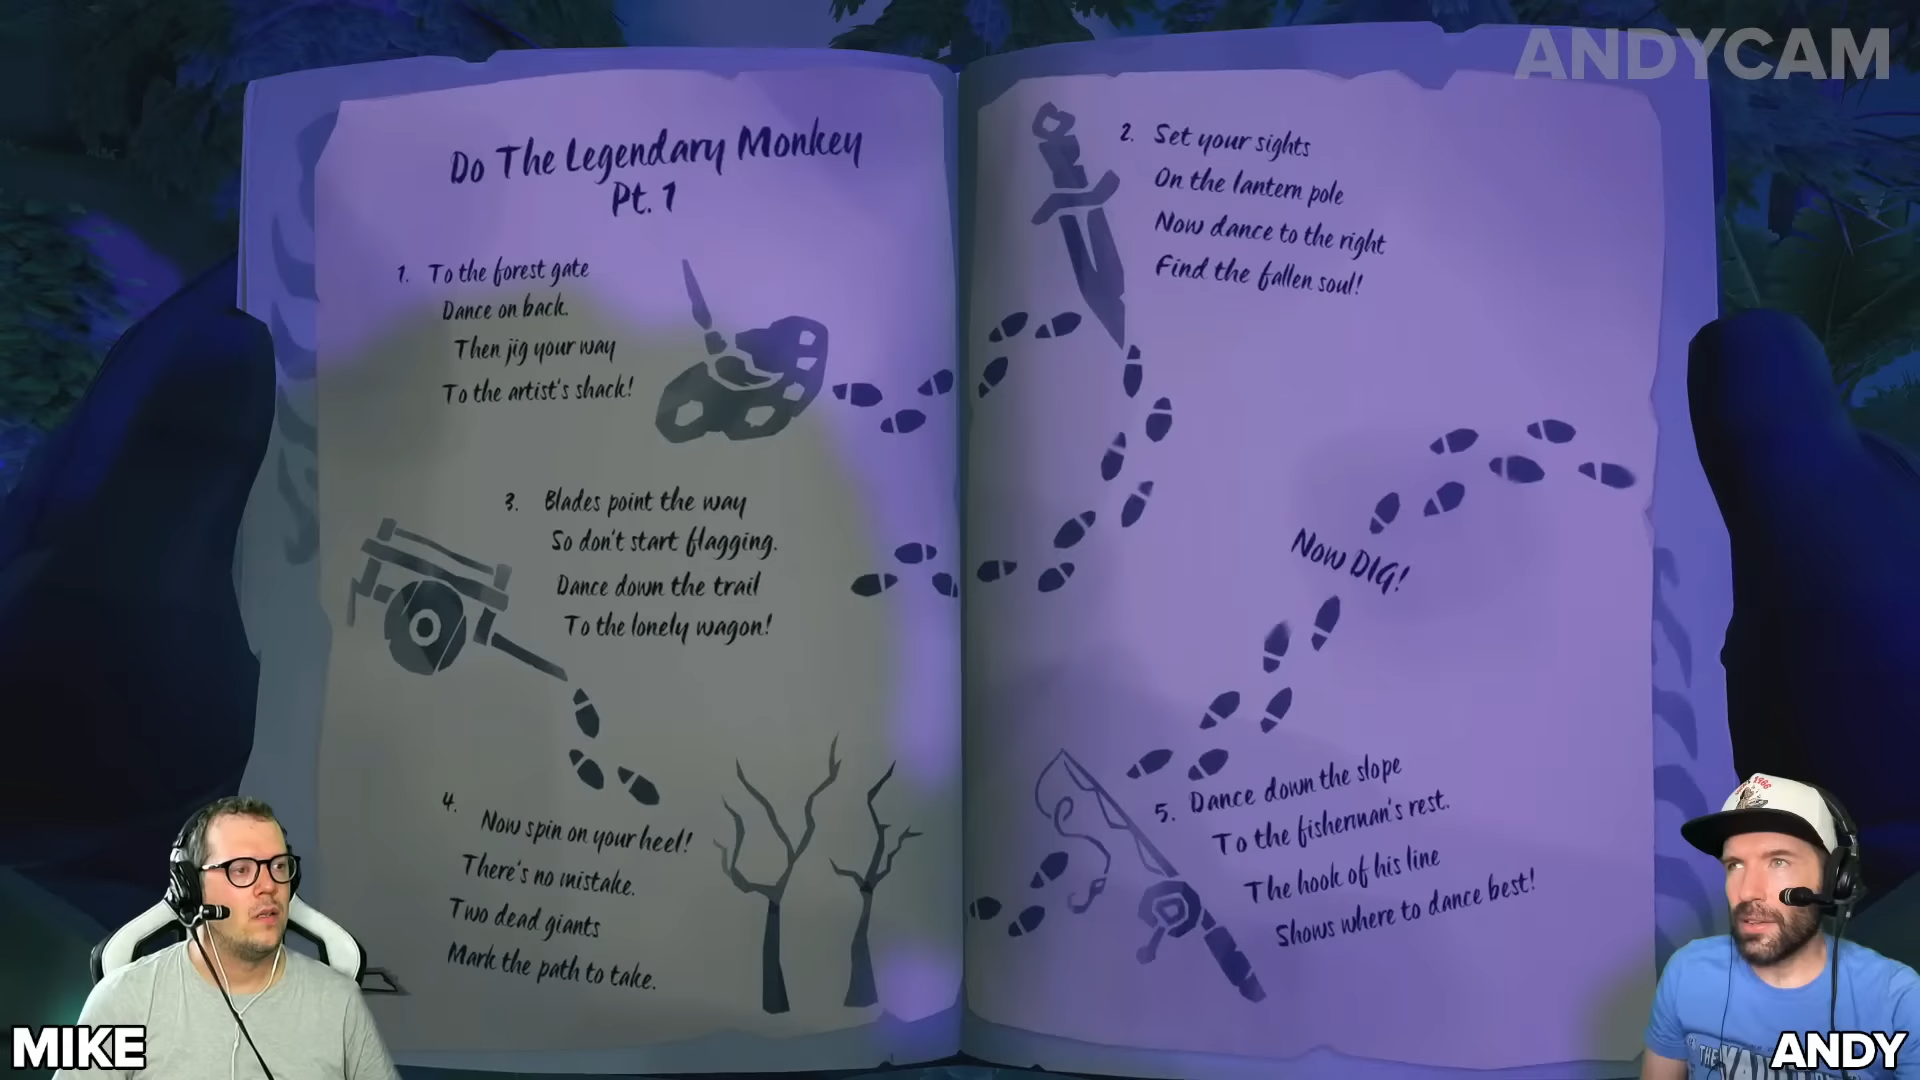 ANDYCAM
Do The Legendary Monkey
Pt. 1
1. To the forest gate
Dance on back.
Then jig your way
To the artist's shack!
2. Set your sights
On the lantern pole
Now dance to the right
Find the fallen soul!
3. Blades point the way
So don't start flagging.
Dance down the trail
To the lonely wagon!
4. Now spin on your heel!
There's no mistake.
Two dead giants
Mark the path to take.
5. Dance down the slope
To the fisherman's rest.
The hook of his line
Shows where to dance best!
Now DIG!
MIKE
ANDY
THE